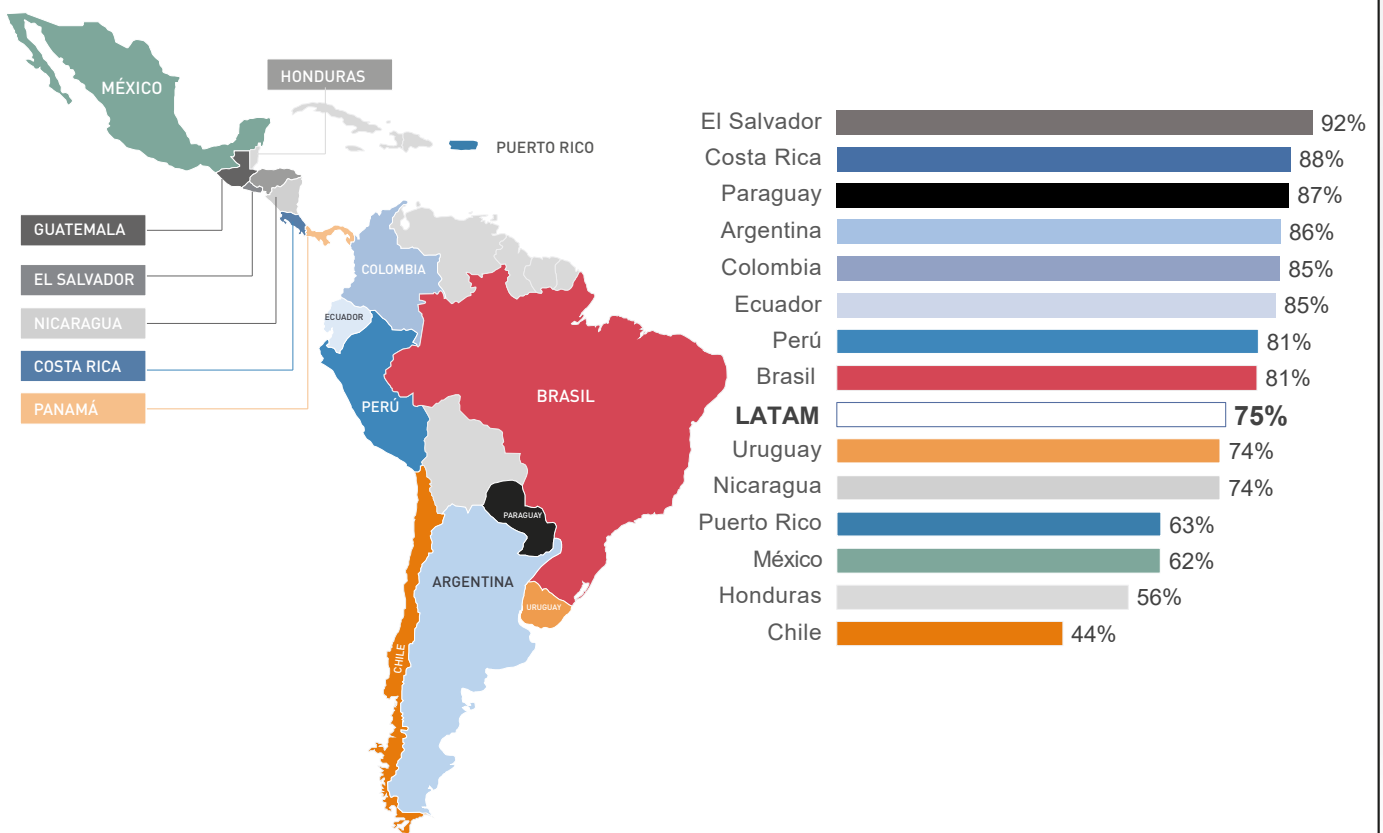 MÉXICO
HONDURAS
PUERTO RICO
GUATEMALA
EL SALVADOR
NICARAGUA
COSTA RICA
PANAMÁ
COLOMBIA
ECUADOR
PERÚ
BRASIL
PARAGUAY
ARGENTINA
URUGUAY
CHILE
El Salvador 92%
Costa Rica 88%
Paraguay 87%
Argentina 86%
Colombia 85%
Ecuador 85%
Perú 81%
Brasil 81%
LATAM 75%
Uruguay 74%
Nicaragua 74%
Puerto Rico 63%
México 62%
Honduras 56%
Chile 44%